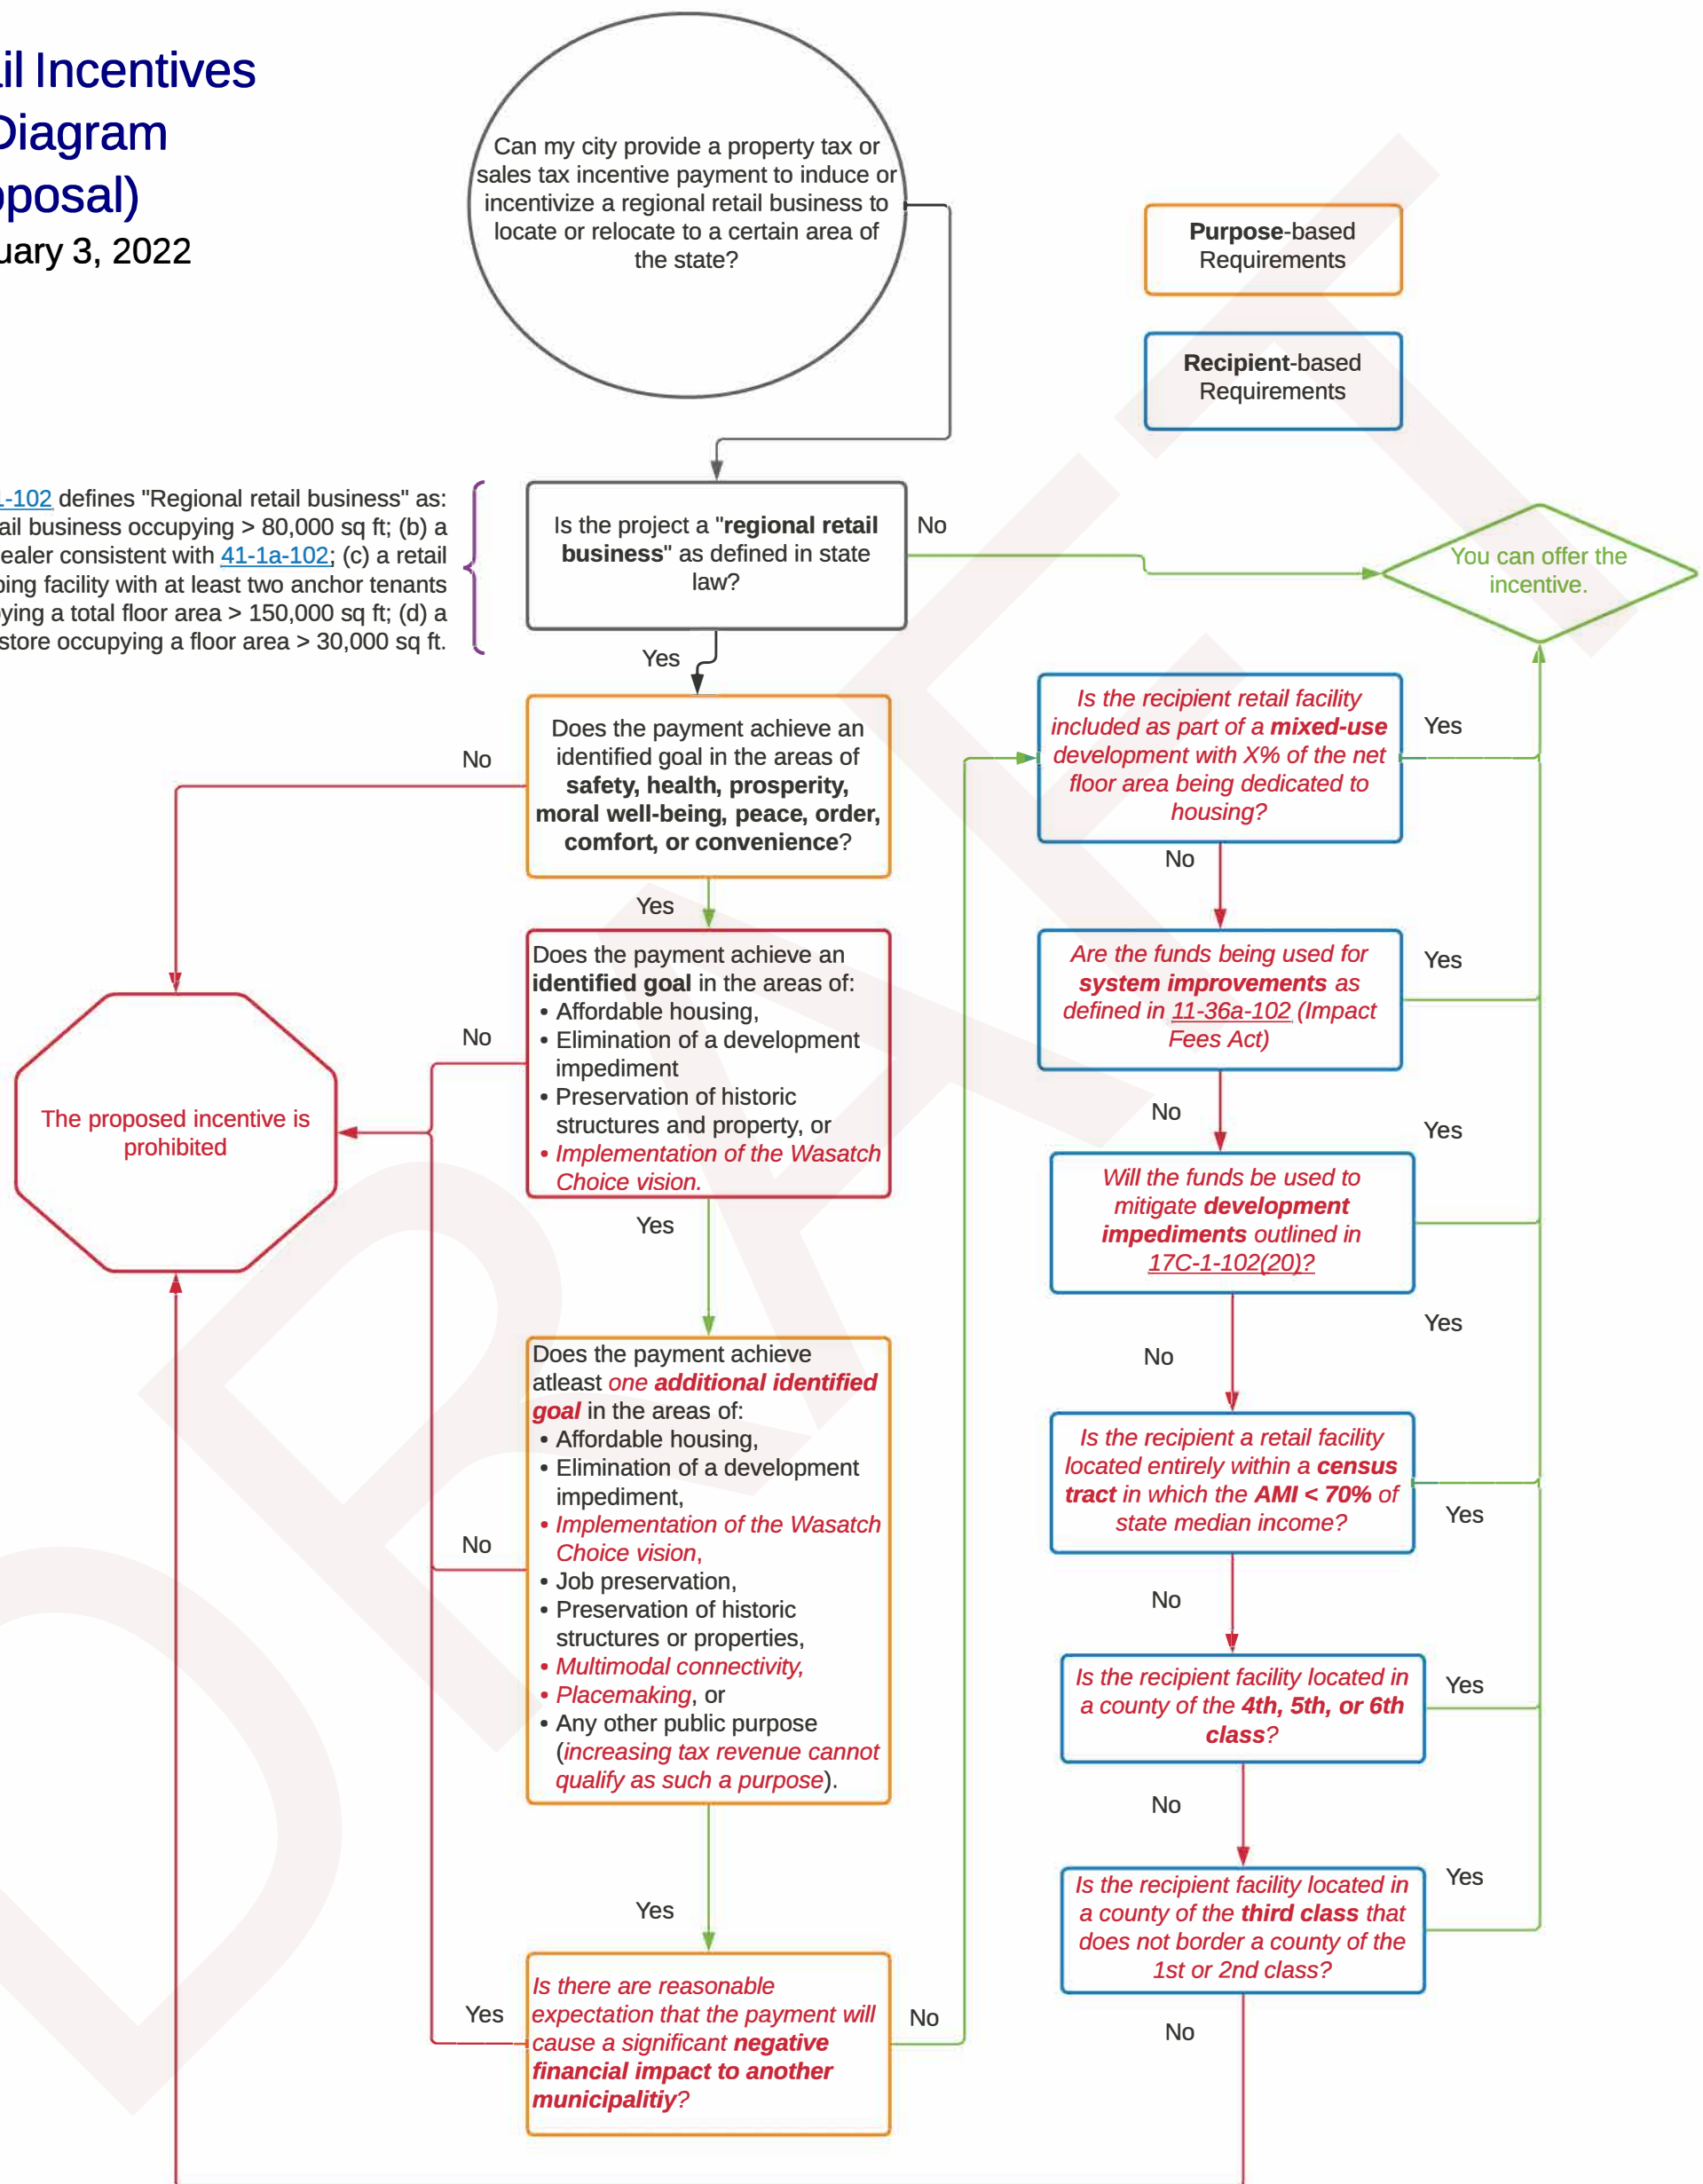 il Incentives
Diagram
posal)
uary 3, 2022
Can my city provide a property tax or
sales tax incentive payment to induce or
incentivize a regional retail business to
locate or relocate to a certain area of
the state?
Purpose-based
Requirements
Recipient-based
Requirements
-102 defines "Regional retail business" as:
ail business occupying > 80,000 sq ft; (b) a
ealer consistent with 41-1a-102; (c) a retail
ping facility with at least two anchor tenants
ying a total floor area > 150,000 sq ft; (d) a
store occupying a floor area > 30,000 sq ft.
Is the project a "regional retail
business" as defined in state
law?
No
You can offer the
incentive.
Yes
Does the payment achieve an
identified goal in the areas of
safety, health, prosperity,
moral well-being, peace, order,
comfort, or convenience?
No
Yes
Does the payment achieve an
identified goal in the areas of:
• Affordable housing,
• Elimination of a development
impediment
• Preservation of historic
structures and property, or
• Implementation of the Wasatch
Choice vision.
No
The proposed incentive is
prohibited
Yes
Does the payment achieve
atleast one additional identified
goal in the areas of:
• Affordable housing,
• Elimination of a development
impediment,
• Implementation of the Wasatch
Choice vision,
• Job preservation,
• Preservation of historic
structures or properties,
• Multimodal connectivity,
• Placemaking, or
• Any other public purpose
(increasing tax revenue cannot
qualify as such a purpose).
No
Yes
Is there are reasonable
expectation that the payment will
cause a significant negative
financial impact to another
municipalitiy?
Yes
No
Is the recipient retail facility
included as part of a mixed-use
development with X% of the net
floor area being dedicated to
housing?
Yes
No
Are the funds being used for
system improvements as
defined in 11-36a-102 (Impact
Fees Act)
Yes
No
Will the funds be used to
mitigate development
impediments outlined in
17C-1-102(20)?
Yes
Yes
No
Is the recipient a retail facility
located entirely within a census
tract in which the AMI < 70% of
state median income?
Yes
No
Is the recipient facility located in
a county of the 4th, 5th, or 6th
class?
Yes
No
Is the recipient facility located in
a county of the third class that
does not border a county of the
1st or 2nd class?
Yes
No
DRAFT